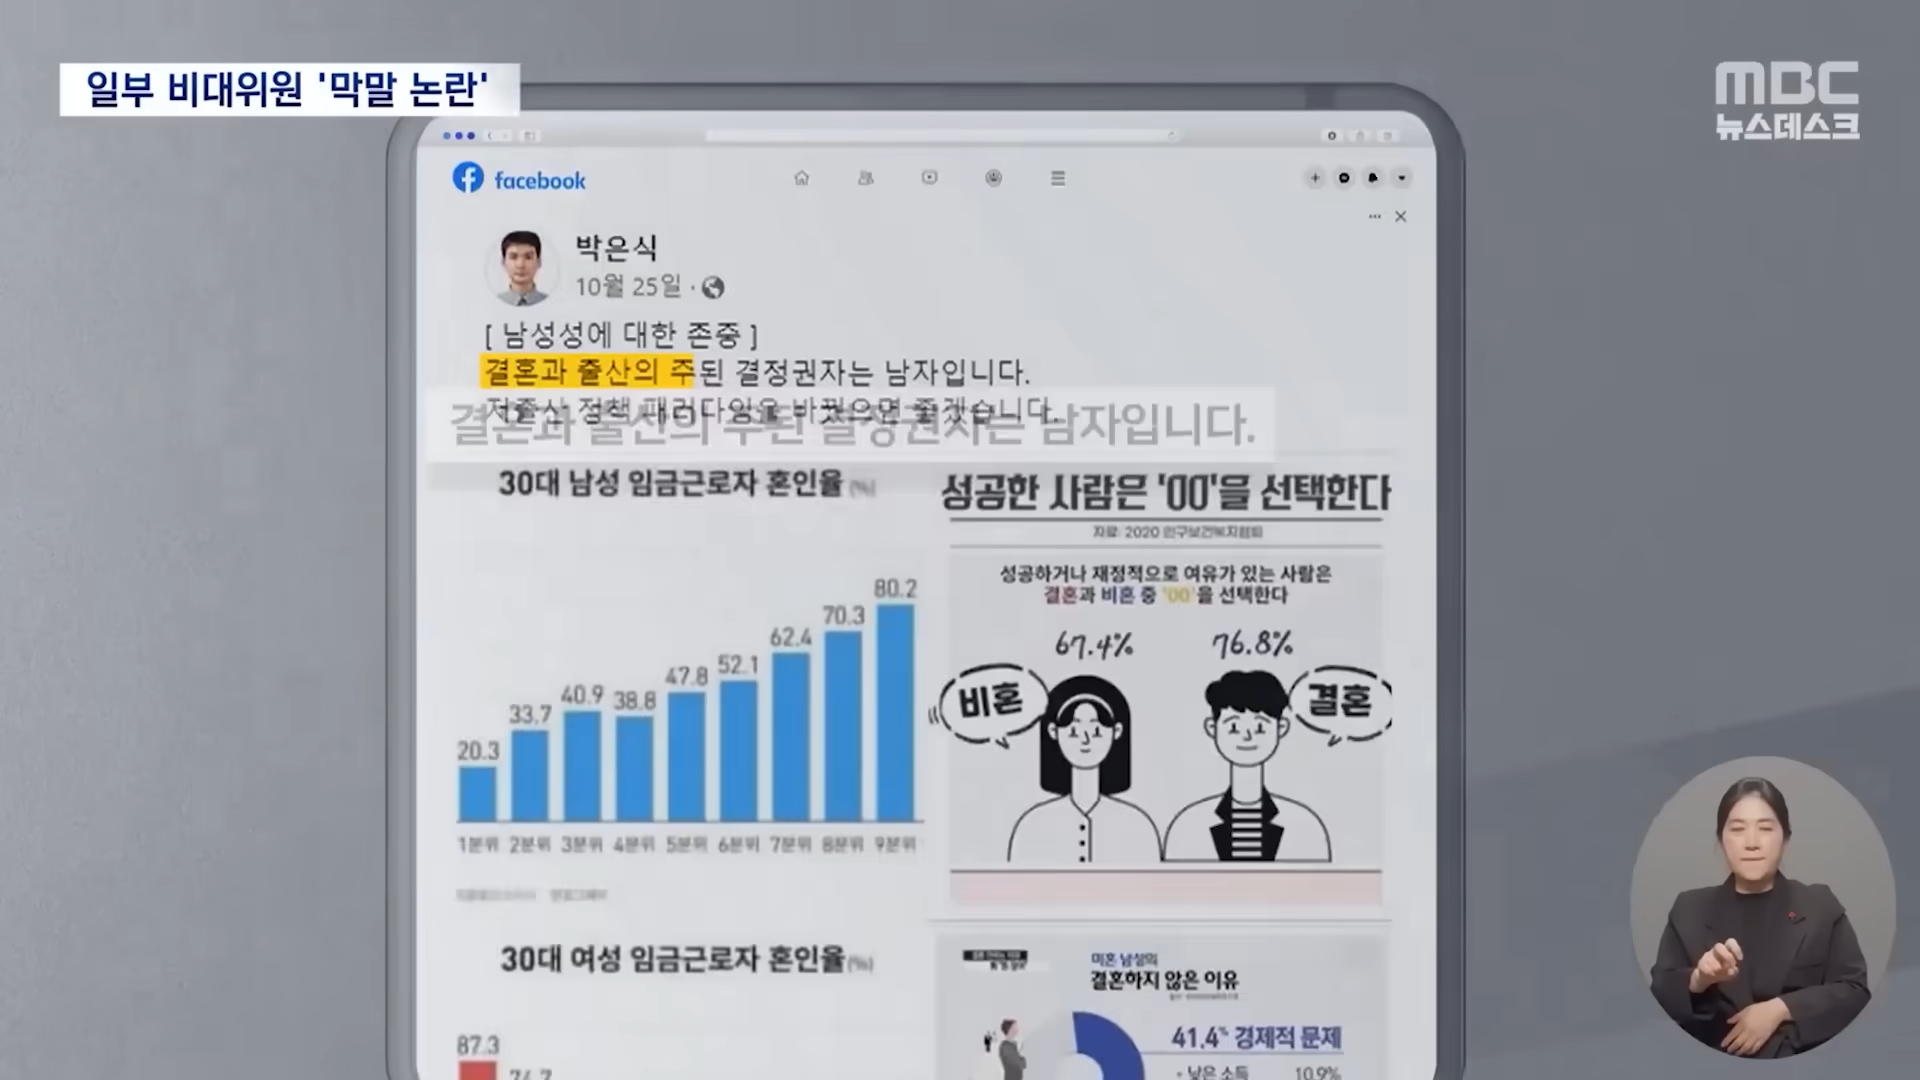 일부 비대위원 '막말 논란'
MBC
뉴스데스크
facebook
박은식
10월 25일
[ 남성성에 대한 존중 ]
결혼과 출산의 주된 결정권자는 남자입니다.
저출산 정책 패러다임을 바꿨으면 좋겠습니다.
결혼과 출산의 주된 결정권자는 남자입니다.
30대 남성 임금근로자 혼인율 (%)
20.3
33.7
40.9
38.8
47.8
52.1
62.4
70.3
80.2
1분위 2분위 3분위 4분위 5분위 6분위 7분위 8분위 9분위
성공한 사람은 '00'을 선택한다
자료: 2020 인구보건복지협회
성공하거나 재정적으로 여유가 있는 사람은
결혼과 비혼 중 '00'을 선택한다
67.4% 76.8%
비혼
결혼
30대 여성 임금근로자 혼인율 (%)
87.3
74.7
미혼 남성의
결혼하지 않은 이유
41.4% 경제적 문제
• 낮은 소득 10.9%